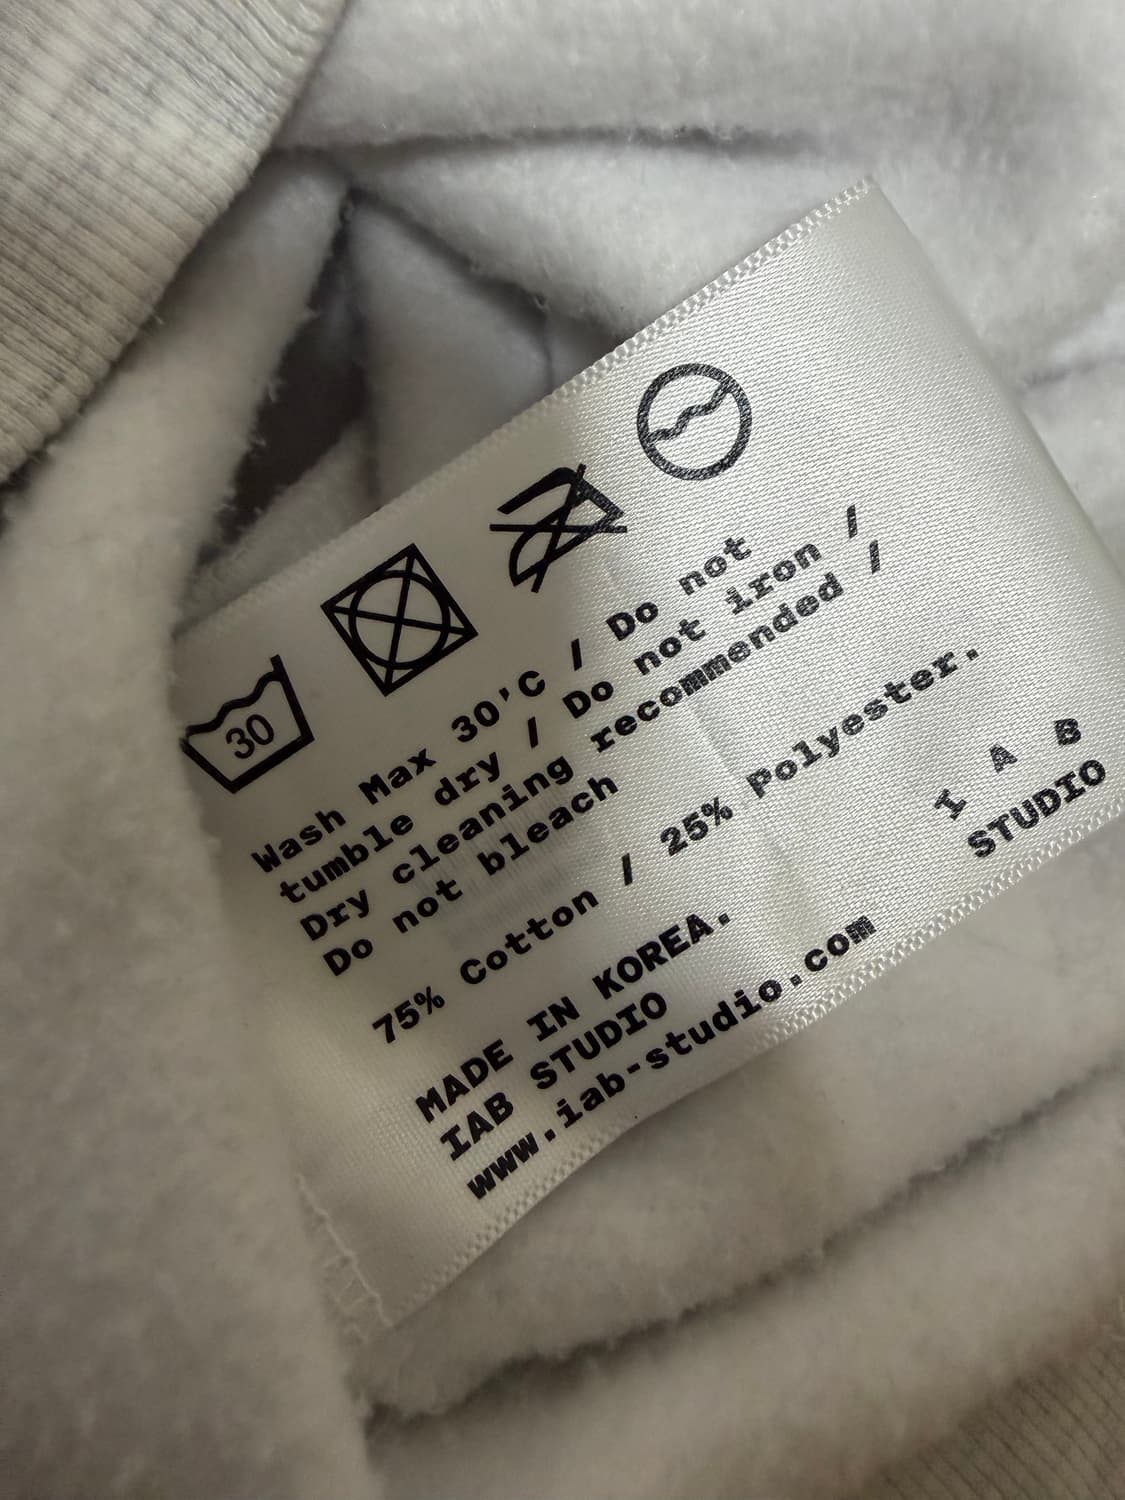 30
Wash Max 30'C / Do not
tumble dry / Do not iron /
Dry cleaning recommended /
Do not bleach
75% Cotton / 25% Polyester.
MADE IN KOREA.
IAB STUDIO
www.iab-studio.com
I A B
STUDIO